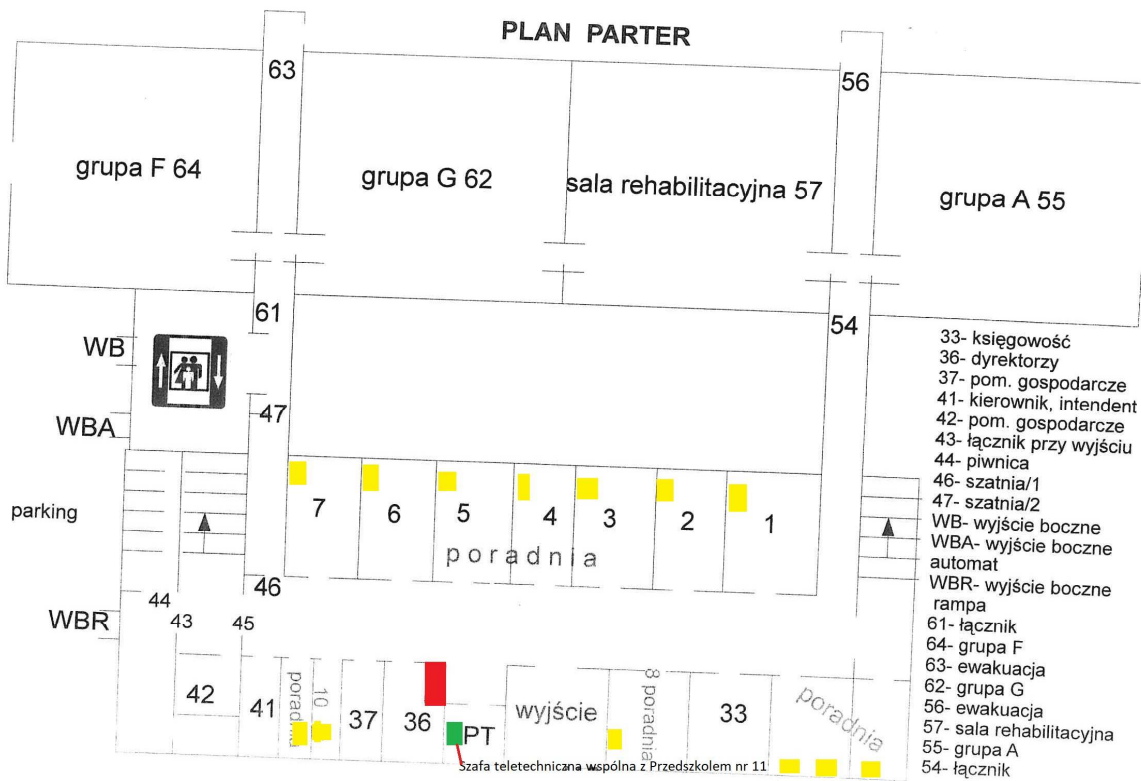 PLAN PARTER
63
56
grupa F 64
grupa G 62
sala rehabilitacyjna 57
grupa A 55
61
54
WB
47
WBA
parking
7
6
5
4
3
2
1
poradnia
46
44
WBR
43
45
42
41
poradnia
10
37
36
PT
wyjście
8 poradnia
33
poradnia
Szafa teletechniczna wspólna z Przedszkolem nr 11
33- księgowość
36- dyrektorzy
37- pom. gospodarcze
41- kierownik, intendent
42- pom. gospodarcze
43- łącznik przy wyjściu
44- piwnica
46- szatnia/1
47- szatnia/2
WB- wyjście boczne
WBA- wyjście boczne
automat
WBR- wyjście boczne
rampa
61- łącznik
64- grupa F
63- ewakuacja
62- grupa G
56- ewakuacja
57- sala rehabilitacyjna
55- grupa A
54- łącznik